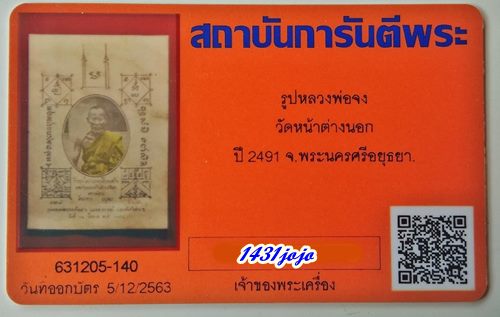 สถาบันการันตีพระ
รูปหลวงพ่อจง
วัดหน้าต่างนอก
ปี 2491 จ.พระนครศรีอยุธยา.
1431jojo
631205-140
วันที่ออกบัตร 5/12/2563
เจ้าของพระเครื่อง